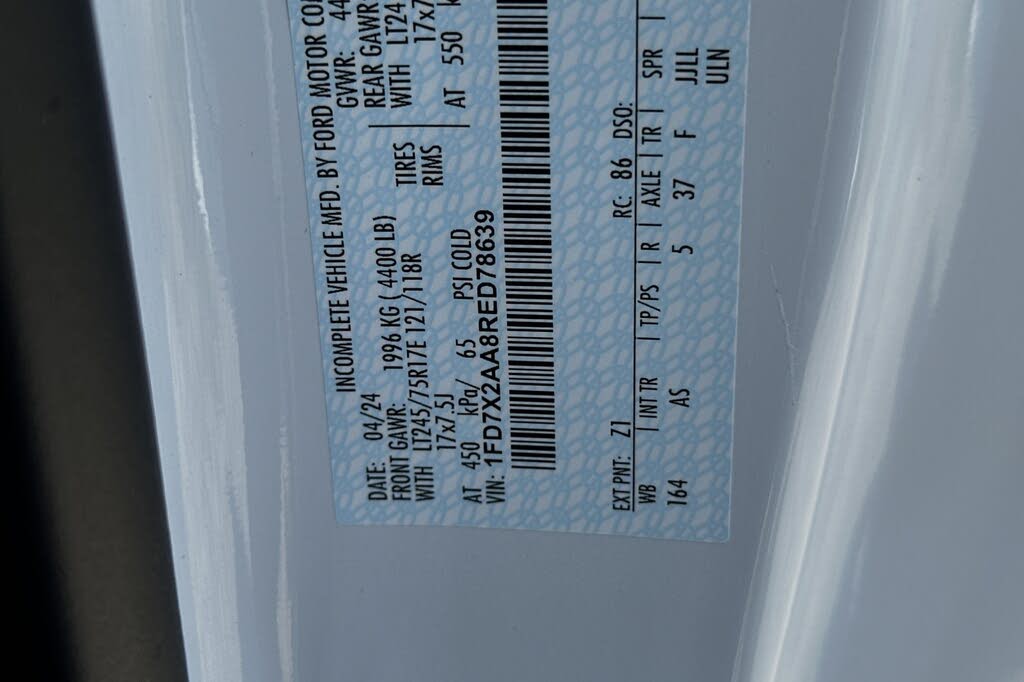 INCOMPLETE VEHICLE MFD. BY FORD MOTOR
DATE: 04/24 GVWR: 44
FRONT GAWR: 1996 KG ( 4400 LB) REAR GAWR
WITH LT245/75R17E 121/118R TIRES WITH LT24
17x7.5J RIMS 17x7
AT 450 kPa/ 65 PSI COLD AT 550
VIN: 1FD7X2AA8RED78639
EXT PNT: Z1 RC: 86 DSO:
WB | INT TR | TP/PS | R | AXLE | TR | SPR |
164 AS 5 37 F JJLL
ULN